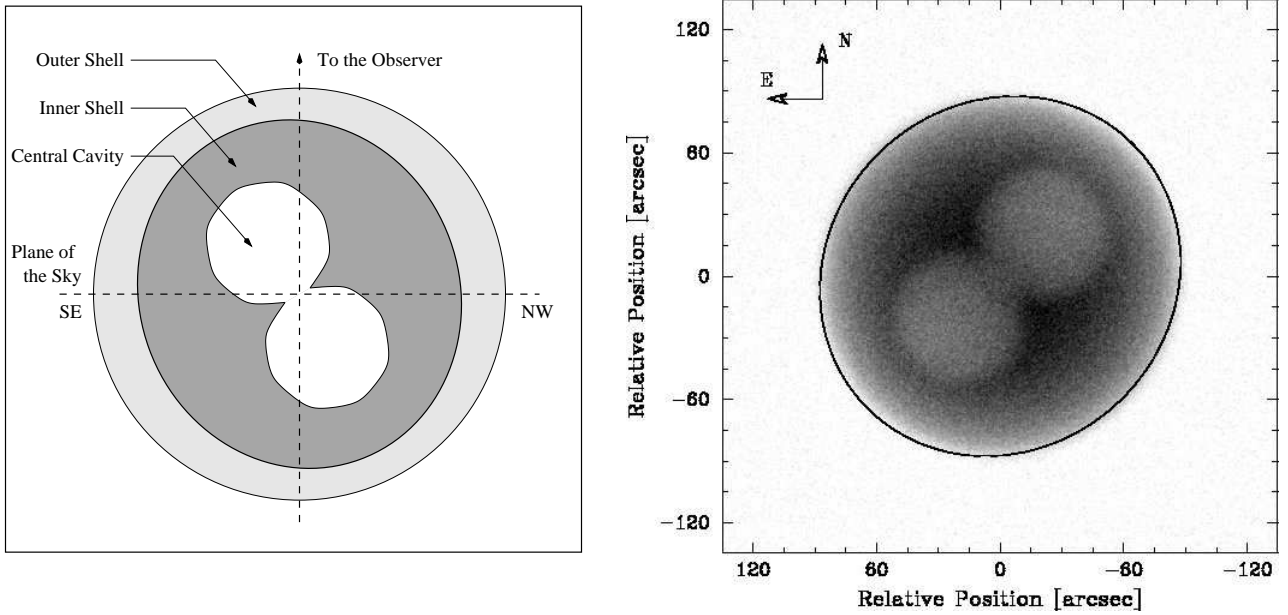 Outer Shell
To the Observer
Inner Shell
Central Cavity
Plane of
the Sky
SE
NW
N
E
Relative Position [arcsec]
120
60
0
−60
−120
120
60
0
−60
−120
Relative Position [arcsec]